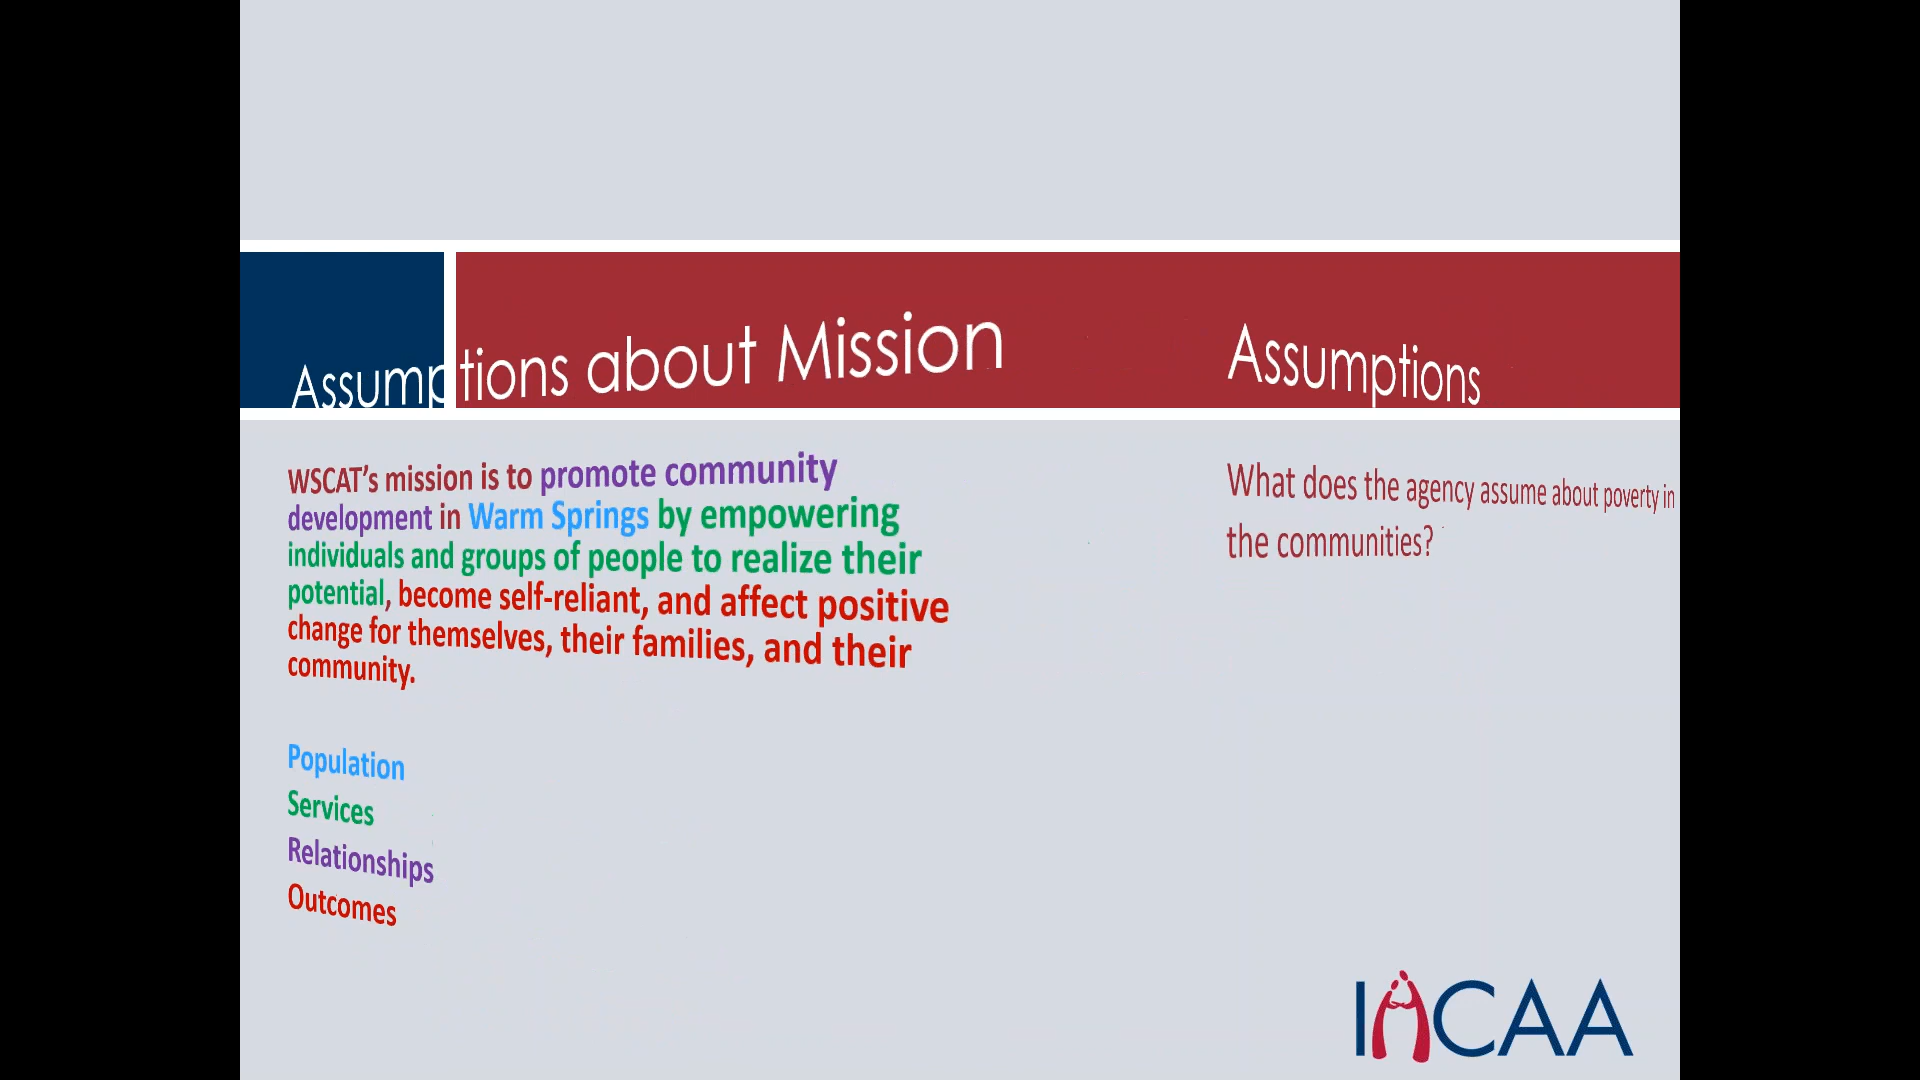 Assumptions about Mission
WSCAT’s mission is to promote community
development in Warm Springs by empowering
individuals and groups of people to realize their
potential, become self-reliant, and affect positive
change for themselves, their families, and their
community.
Population
Services
Relationships
Outcomes
Assumptions
What does the agency assume about poverty in
the communities?
IACAA